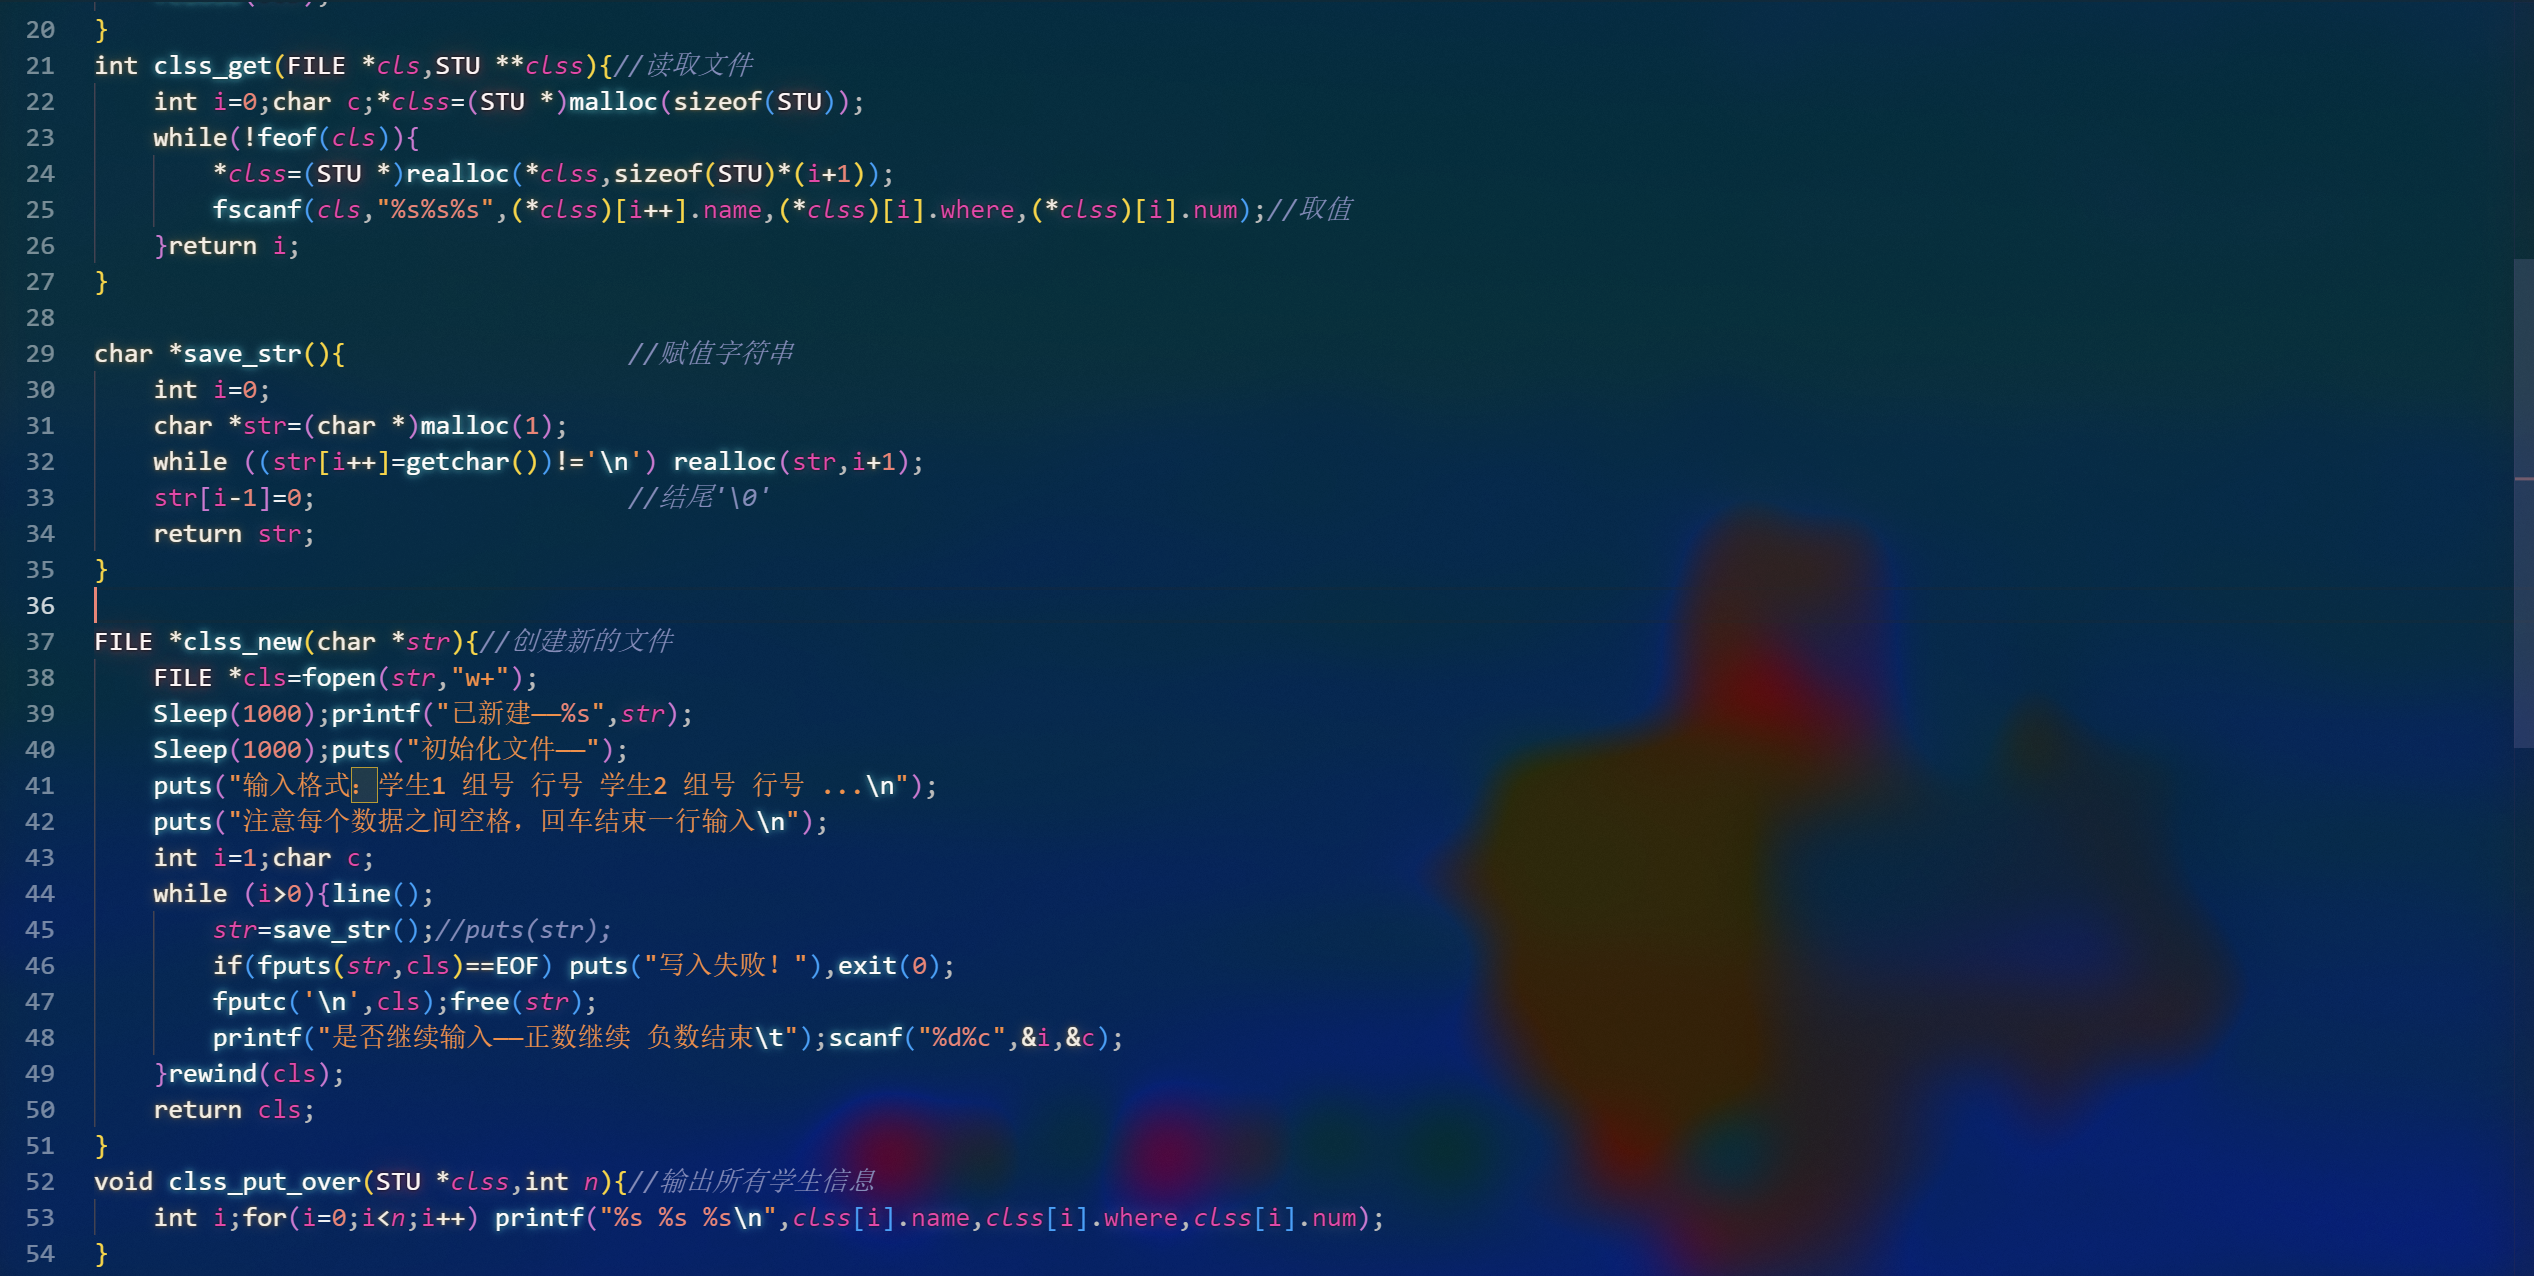 20 }
21 int clss_get(FILE *cls,STU **clss){//读取文件
22     int i=0;char c;*clss=(STU *)malloc(sizeof(STU));
23     while(!feof(cls)){
24         *clss=(STU *)realloc(*clss,sizeof(STU)*(i+1));
25         fscanf(cls,"%s%s%s",(*clss)[i++].name,(*clss)[i].where,(*clss)[i].num);//取值
26     }return i;
27 }
28
29 char *save_str(){                   //赋值字符串
30     int i=0;
31     char *str=(char *)malloc(1);
32     while ((str[i++]=getchar())!='\n') realloc(str,i+1);
33     str[i-1]=0;                     //结尾'\0'
34     return str;
35 }
36
37 FILE *clss_new(char *str){//创建新的文件
38     FILE *cls=fopen(str,"w+");
39     Sleep(1000);printf("已新建——%s",str);
40     Sleep(1000);puts("初始化文件——");
41     puts("输入格式：学生1 组号 行号 学生2 组号 行号 ...\n");
42     puts("注意每个数据之间空格，回车结束一行输入\n");
43     int i=1;char c;
44     while (i>0){line();
45         str=save_str();//puts(str);
46         if(fputs(str,cls)==EOF) puts("写入失败！"),exit(0);
47         fputc('\n',cls);free(str);
48         printf("是否继续输入——正数继续 负数结束\t");scanf("%d%c",&i,&c);
49     }rewind(cls);
50     return cls;
51 }
52 void clss_put_over(STU *clss,int n){//输出所有学生信息
53     int i;for(i=0;i<n;i++) printf("%s %s %s\n",clss[i].name,clss[i].where,clss[i].num);
54 }